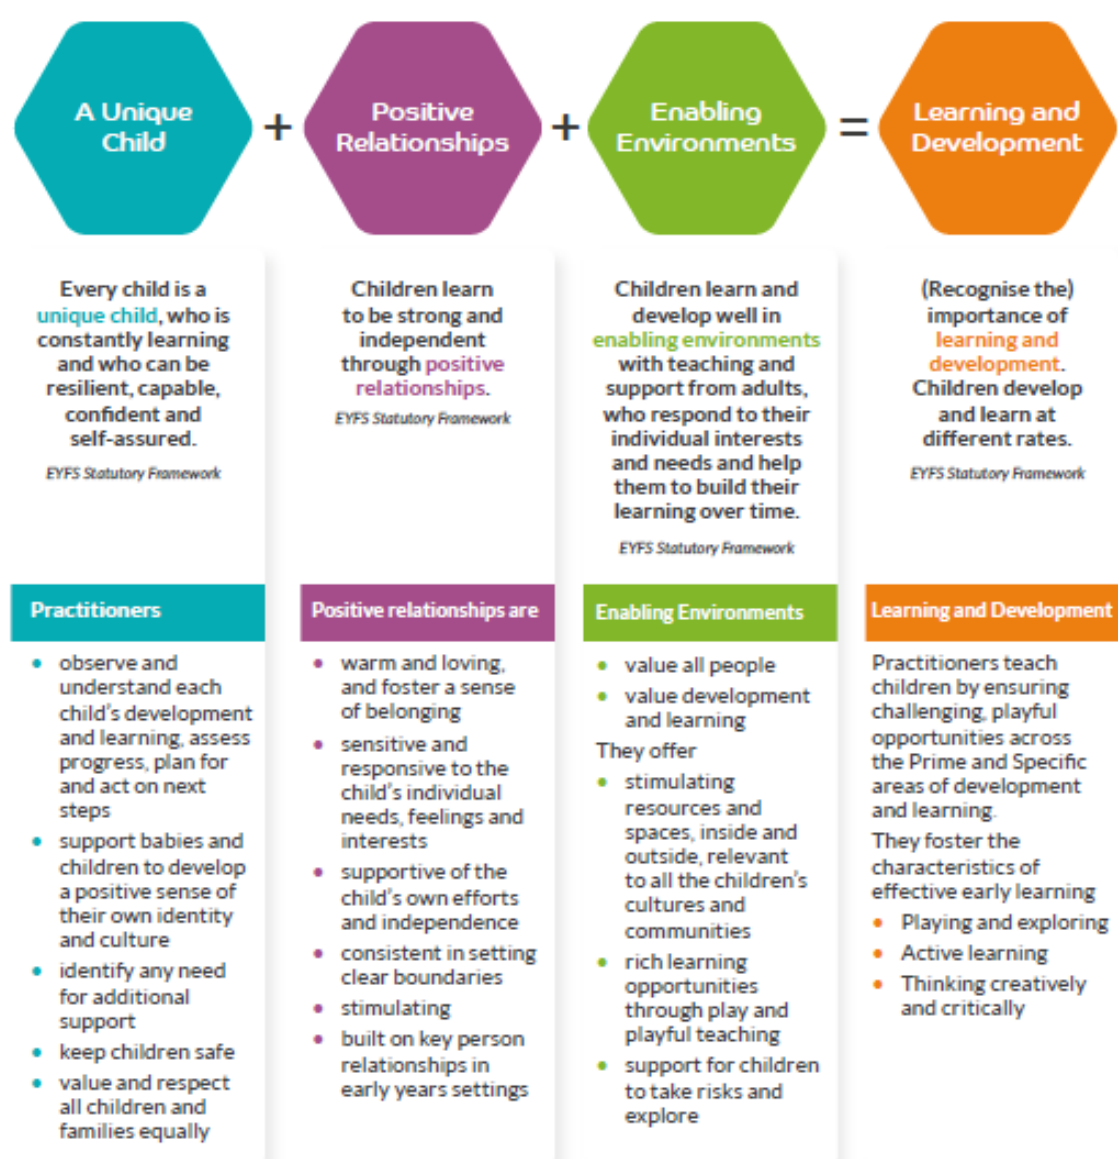 A Unique
Child
+
Positive
Relationships
+
Enabling
Environments
=
Learning and
Development
Every child is a
unique child, who is
constantly learning
and who can be
resilient, capable,
confident and
self-assured.
EYFS Statutory Framework
Children learn
to be strong and
independent
through positive
relationships.
EYFS Statutory Framework
Children learn and
develop well in
enabling environments
with teaching and
support from adults,
who respond to their
individual interests
and needs and help
them to build their
learning over time.
EYFS Statutory Framework
(Recognise the)
importance of
learning and
development.
Children develop
and learn at
different rates.
EYFS Statutory Framework
Practitioners
• observe and
understand each
child's development
and learning, assess
progress, plan for
and act on next
steps
• support babies and
children to develop
a positive sense of
their own identity
and culture
• identify any need
for additional
support
• keep children safe
• value and respect
all children and
families equally
Positive relationships are
• warm and loving,
and foster a sense
of belonging
• sensitive and
responsive to the
child's individual
needs, feelings and
interests
• supportive of the
child's own efforts
and independence
• consistent in setting
clear boundaries
• stimulating
• built on key person
relationships in
early years settings
Enabling Environments
• value all people
• value development
and learning
They offer
• stimulating
resources and
spaces, inside and
outside, relevant
to all the children's
cultures and
communities
• rich learning
opportunities
through play and
playful teaching
• support for children
to take risks and
explore
Learning and Development
Practitioners teach
children by ensuring
challenging, playful
opportunities across
the Prime and Specific
areas of development
and learning.
They foster the
characteristics of
effective early learning
• Playing and exploring
• Active learning
• Thinking creatively
and critically